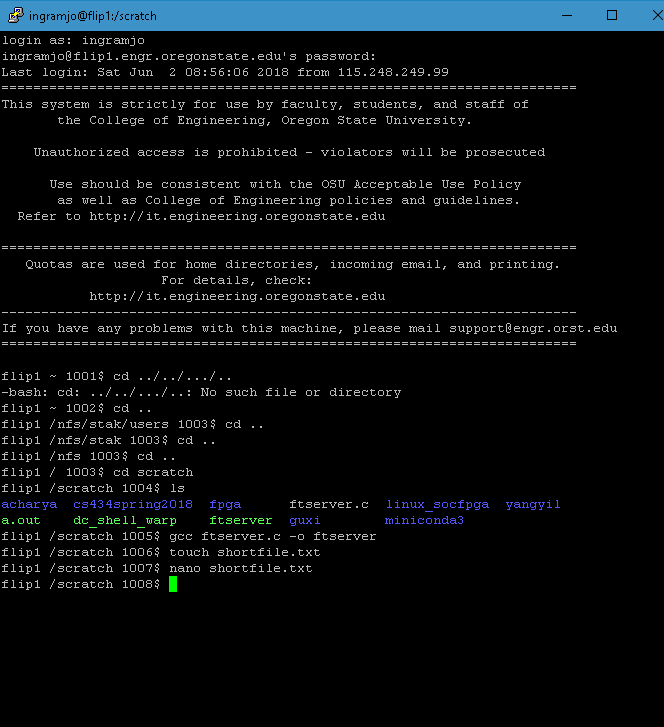 ingramjo@flip1:/scratch
login as: ingramjo
ingramjo@flip1.engr.oregonstate.edu's password:
Last login: Sat Jun  2 08:56:06 2018 from 115.248.249.99
========================================================================
This system is strictly for use by faculty, students, and staff of
the College of Engineering, Oregon State University.
Unauthorized access is prohibited - violators will be prosecuted
Use should be consistent with the OSU Acceptable Use Policy
as well as College of Engineering policies and guidelines.
Refer to http://it.engineering.oregonstate.edu
========================================================================
Quotas are used for home directories, incoming email, and printing.
For details, check:
http://it.engineering.oregonstate.edu
------------------------------------------------------------------------
If you have any problems with this machine, please mail support@engr.orst.edu
========================================================================
flip1 ~ 1001$ cd ../../.../..
-bash: cd: ../../.../..: No such file or directory
flip1 ~ 1002$ cd ..
flip1 /nfs/stak/users 1003$ cd ..
flip1 /nfs/stak 1003$ cd ..
flip1 /nfs 1003$ cd ..
flip1 / 1003$ cd scratch
flip1 /scratch 1004$ ls
acharya  cs434spring2018  fpga      ftserver.c  linux_socfpga  yangyil
a.out    dc_shell_warp    ftserver  guxi        miniconda3
flip1 /scratch 1005$ gcc ftserver.c -o ftserver
flip1 /scratch 1006$ touch shortfile.txt
flip1 /scratch 1007$ nano shortfile.txt
flip1 /scratch 1008$